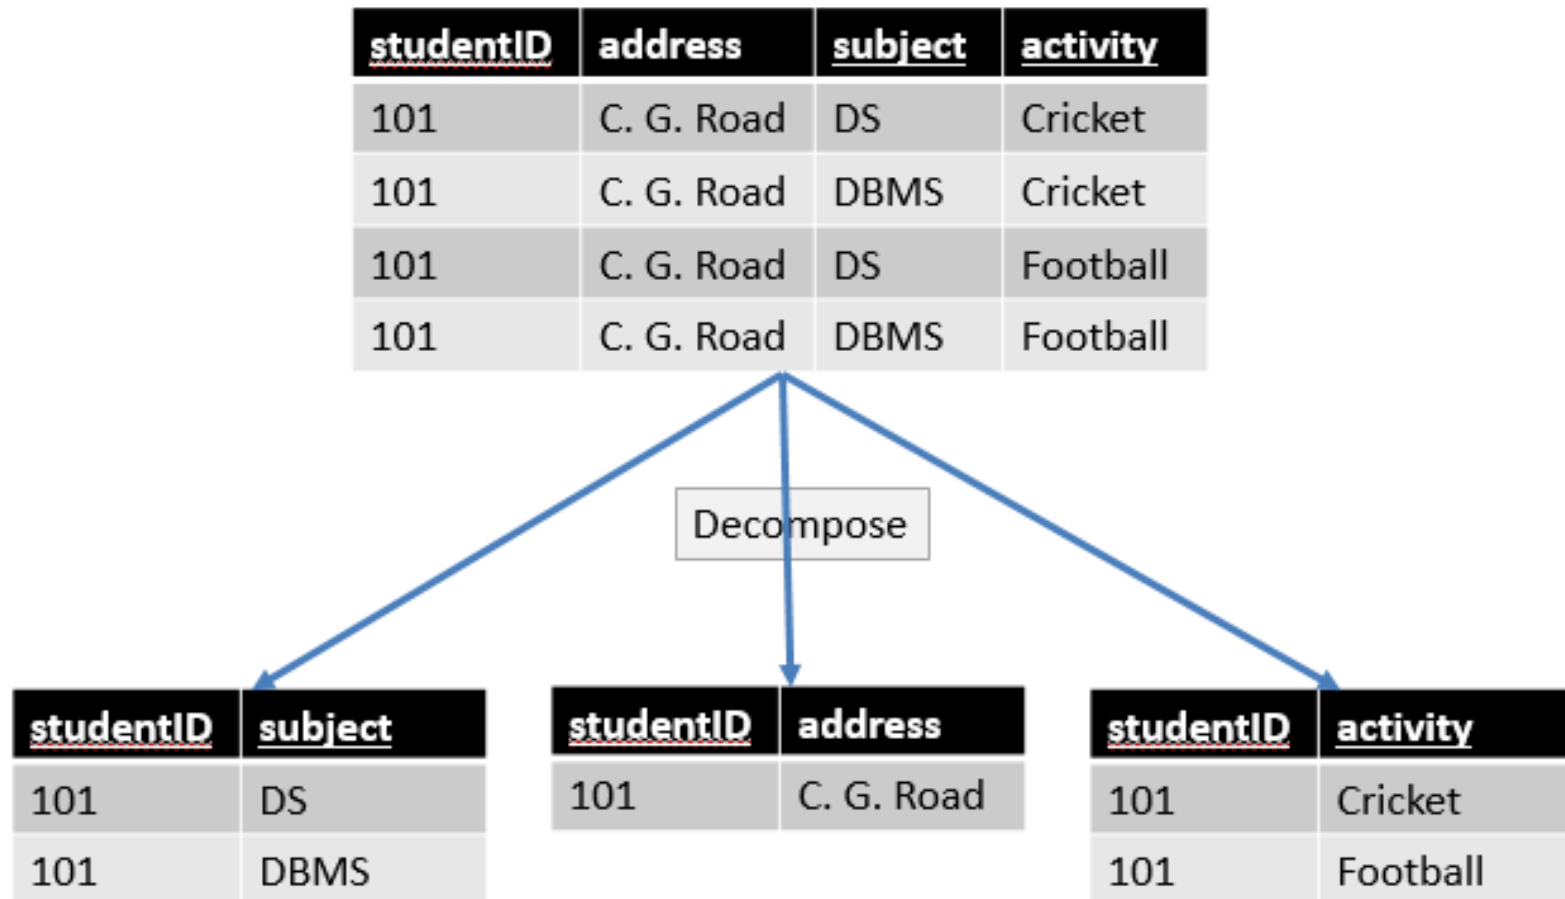 studentID address subject activity
101 C. G. Road DS Cricket
101 C. G. Road DBMS Cricket
101 C. G. Road DS Football
101 C. G. Road DBMS Football
Decompose
studentID subject
101 DS
101 DBMS
studentID address
101 C. G. Road
studentID activity
101 Cricket
101 Football